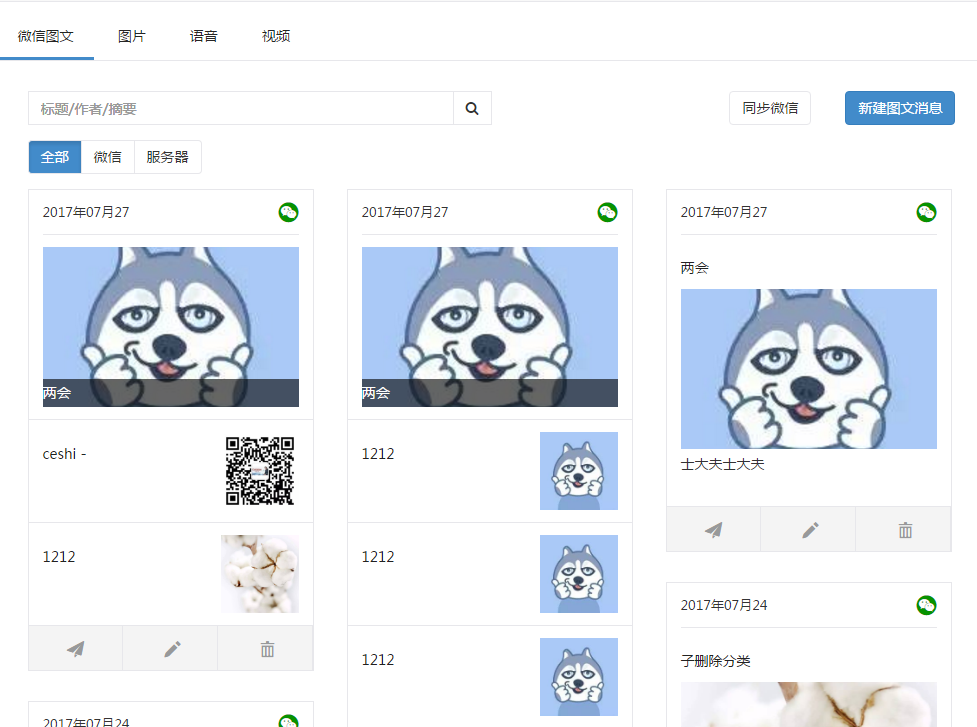 微信图文 图片 语音 视频
标题/作者/摘要 同步微信 新建图文消息
全部 微信 服务器
2017年07月27
两会
ceshi -
1212
2017年07月24
2017年07月27
两会
1212
1212
1212
2017年07月27
两会
士大夫士大夫
2017年07月24
子删除分类